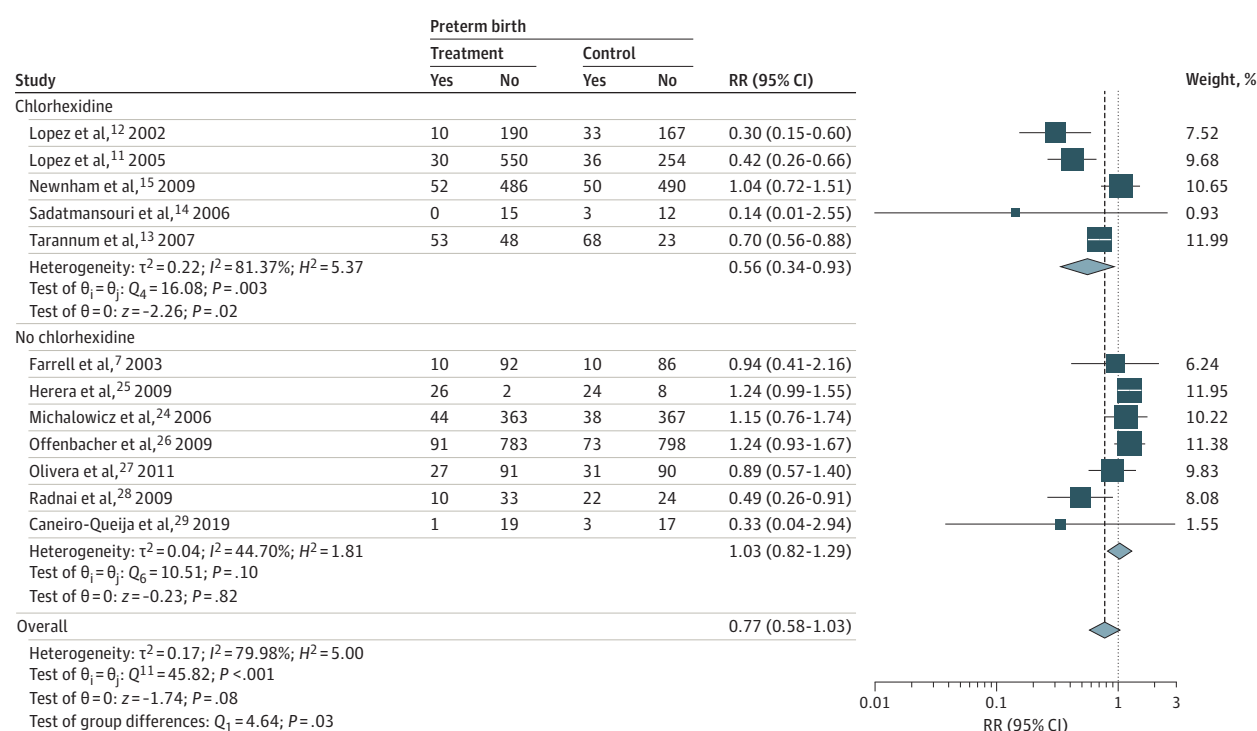 Preterm birth
Treatment Control
Study Yes No Yes No RR (95% CI) Weight, %
Chlorhexidine
Lopez et al,12 2002 10 190 33 167 0.30 (0.15-0.60) 7.52
Lopez et al,11 2005 30 550 36 254 0.42 (0.26-0.66) 9.68
Newnham et al,15 2009 52 486 50 490 1.04 (0.72-1.51) 10.65
Sadatmansouri et al,14 2006 0 15 3 12 0.14 (0.01-2.55) 0.93
Tarannum et al,13 2007 53 48 68 23 0.70 (0.56-0.88) 11.99
Heterogeneity: τ2 = 0.22; I2 = 81.37%; H2 = 5.37 0.56 (0.34-0.93)
Test of θi = θj: Q4 = 16.08; P = .003
Test of θ = 0: z = -2.26; P = .02
No chlorhexidine
Farrell et al,7 2003 10 92 10 86 0.94 (0.41-2.16) 6.24
Herera et al,25 2009 26 2 24 8 1.24 (0.99-1.55) 11.95
Michalowicz et al,24 2006 44 363 38 367 1.15 (0.76-1.74) 10.22
Offenbacher et al,26 2009 91 783 73 798 1.24 (0.93-1.67) 11.38
Olivera et al,27 2011 27 91 31 90 0.89 (0.57-1.40) 9.83
Radnai et al,28 2009 10 33 22 24 0.49 (0.26-0.91) 8.08
Caneiro-Queija et al,29 2019 1 19 3 17 0.33 (0.04-2.94) 1.55
Heterogeneity: τ2 = 0.04; I2 = 44.70%; H2 = 1.81 1.03 (0.82-1.29)
Test of θi = θj: Q6 = 10.51; P = .10
Test of θ = 0: z = -0.23; P = .82
Overall 0.77 (0.58-1.03)
Heterogeneity: τ2 = 0.17; I2 = 79.98%; H2 = 5.00
Test of θi = θj: Q11 = 45.82; P <.001
Test of θ = 0: z = -1.74; P = .08
Test of group differences: Q1 = 4.64; P = .03
0.01 0.1 1 3
RR (95% CI)